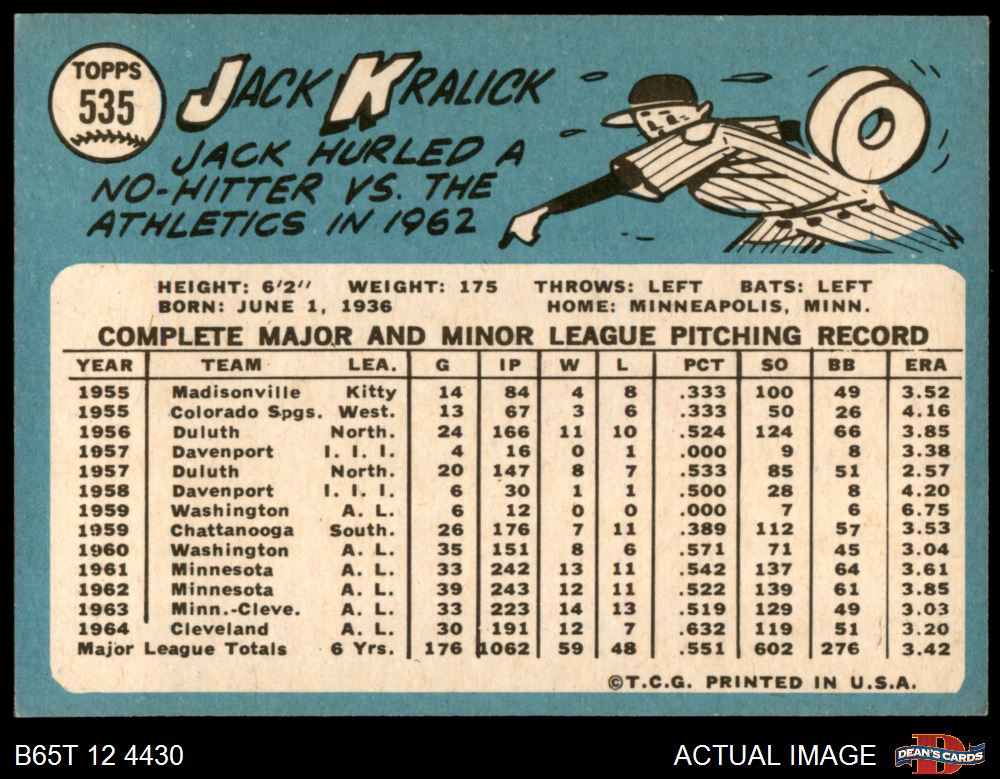 TOPPS
535
JACK KRALICK
JACK HURLED A
NO-HITTER VS. THE
ATHLETICS IN 1962
HEIGHT: 6'2" WEIGHT: 175 THROWS: LEFT BATS: LEFT
BORN: JUNE 1, 1936 HOME: MINNEAPOLIS, MINN.
COMPLETE MAJOR AND MINOR LEAGUE PITCHING RECORD
YEAR TEAM LEA. G IP W L PCT SO BB ERA
1955 Madisonville Kitty 14 84 4 8 .333 100 49 3.52
1955 Colorado Spgs. West. 13 67 3 6 .333 50 26 4.16
1956 Duluth North. 24 166 11 10 .524 124 66 3.85
1957 Davenport I. I. I. 4 16 0 1 .000 9 8 3.38
1957 Duluth North. 20 147 8 7 .533 85 51 2.57
1958 Davenport I. I. I. 6 30 1 1 .500 28 8 4.20
1959 Washington A. L. 6 12 0 0 .000 7 6 6.75
1959 Chattanooga South. 26 176 7 11 .389 112 57 3.53
1960 Washington A. L. 35 151 8 6 .571 71 45 3.04
1961 Minnesota A. L. 33 242 13 11 .542 137 64 3.61
1962 Minnesota A. L. 39 243 12 11 .522 139 61 3.85
1963 Minn.-Cleve. A. L. 33 223 14 13 .519 129 49 3.03
1964 Cleveland A. L. 30 191 12 7 .632 119 51 3.20
Major League Totals 6 Yrs. 176 1062 59 48 .551 602 276 3.42
©T.C.G. PRINTED IN U.S.A.
B65T 12 4430 ACTUAL IMAGE DEAN'S CARDS